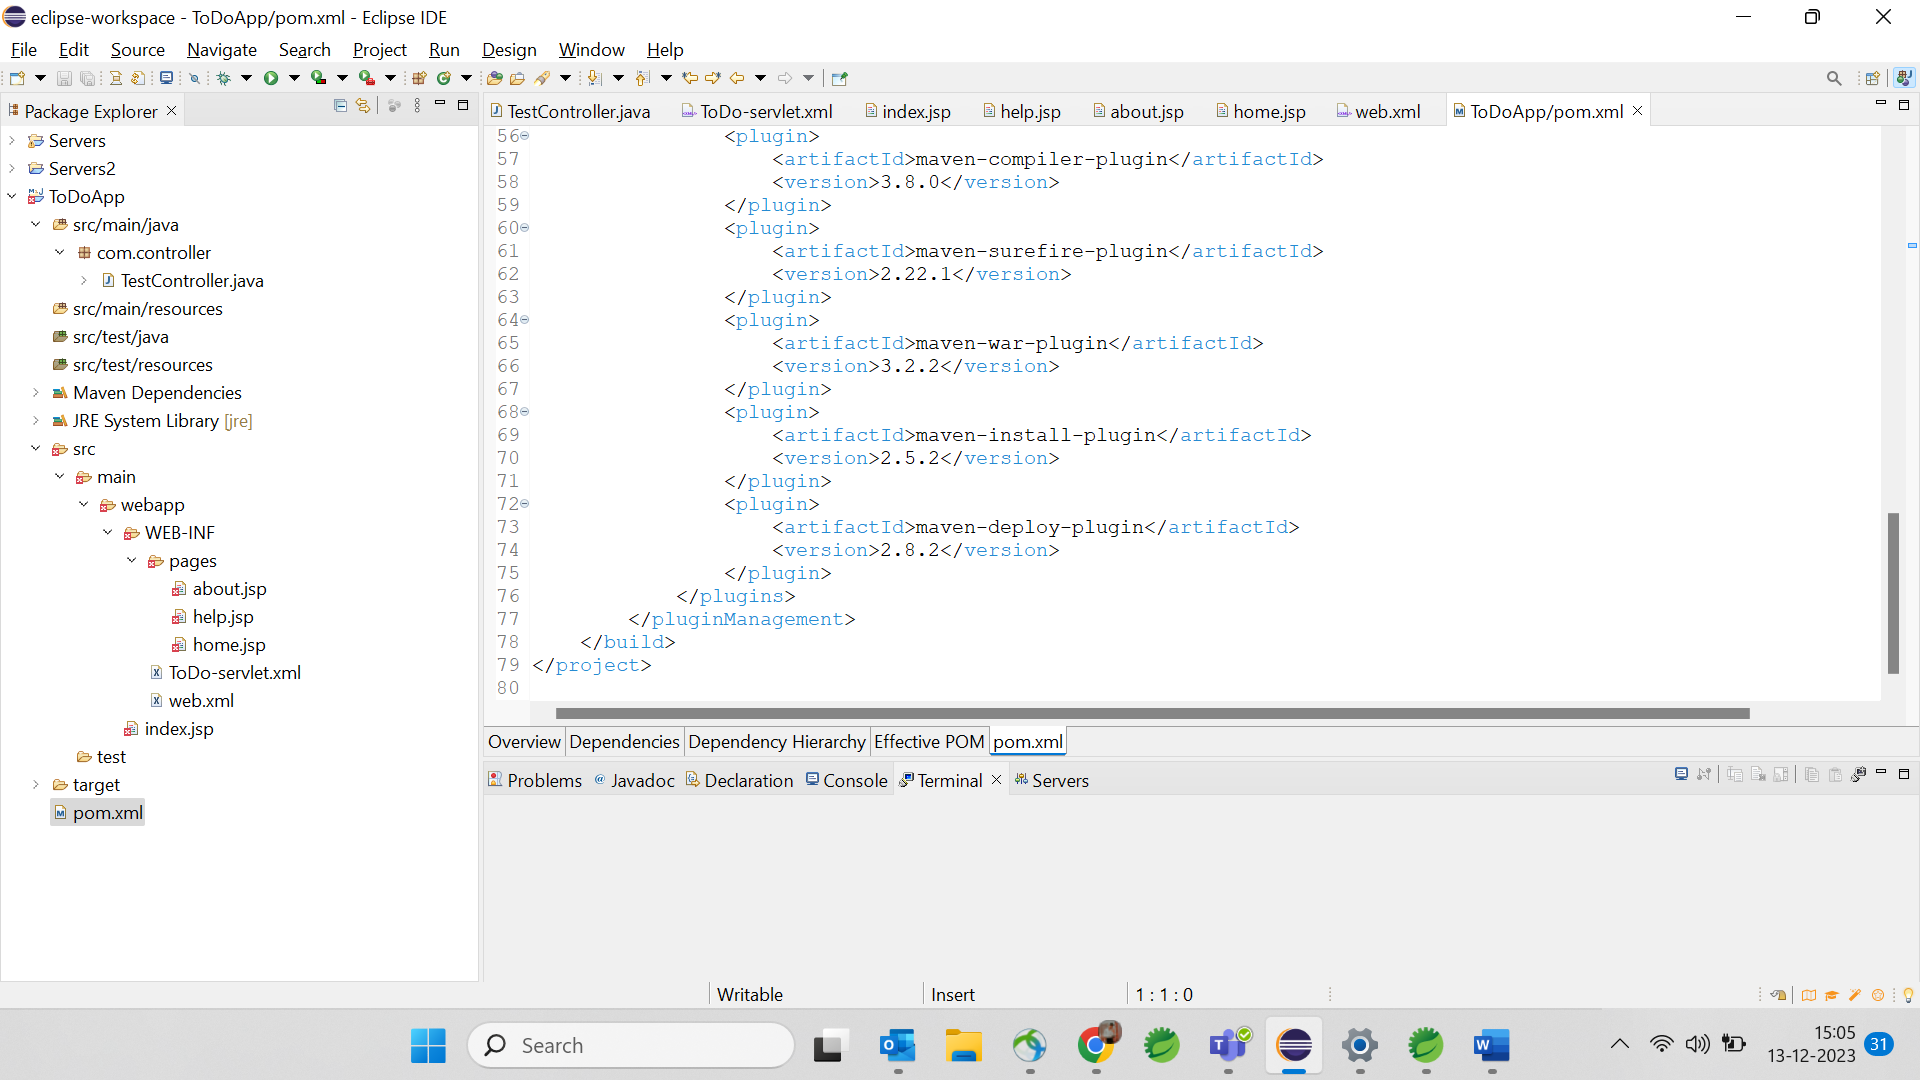 eclipse-workspace - ToDoApp/pom.xml - Eclipse IDE
File Edit Source Navigate Search Project Run Design Window Help
Package Explorer
Servers
Servers2
ToDoApp
src/main/java
com.controller
TestController.java
src/main/resources
src/test/java
src/test/resources
Maven Dependencies
JRE System Library [jre]
src
main
webapp
WEB-INF
pages
about.jsp
help.jsp
home.jsp
ToDo-servlet.xml
web.xml
index.jsp
test
target
pom.xml
TestController.java ToDo-servlet.xml index.jsp help.jsp about.jsp home.jsp web.xml ToDoApp/pom.xml
56 <plugin>
57 <artifactId>maven-compiler-plugin</artifactId>
58 <version>3.8.0</version>
59 </plugin>
60 <plugin>
61 <artifactId>maven-surefire-plugin</artifactId>
62 <version>2.22.1</version>
63 </plugin>
64 <plugin>
65 <artifactId>maven-war-plugin</artifactId>
66 <version>3.2.2</version>
67 </plugin>
68 <plugin>
69 <artifactId>maven-install-plugin</artifactId>
70 <version>2.5.2</version>
71 </plugin>
72 <plugin>
73 <artifactId>maven-deploy-plugin</artifactId>
74 <version>2.8.2</version>
75 </plugin>
76 </plugins>
77 </pluginManagement>
78 </build>
79 </project>
80
Overview Dependencies Dependency Hierarchy Effective POM pom.xml
Problems Javadoc Declaration Console Terminal Servers
Writable Insert 1 : 1 : 0
Search
15:05
13-12-2023 31